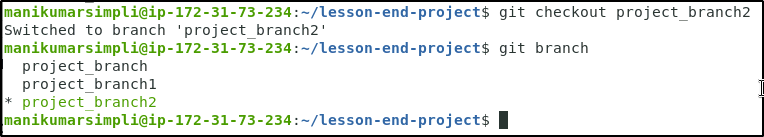 manikumarsimpli@ip-172-31-73-234:~/lesson-end-project$ git checkout project_branch2
Switched to branch 'project_branch2'
manikumarsimpli@ip-172-31-73-234:~/lesson-end-project$ git branch
  project_branch
  project_branch1
* project_branch2
manikumarsimpli@ip-172-31-73-234:~/lesson-end-project$